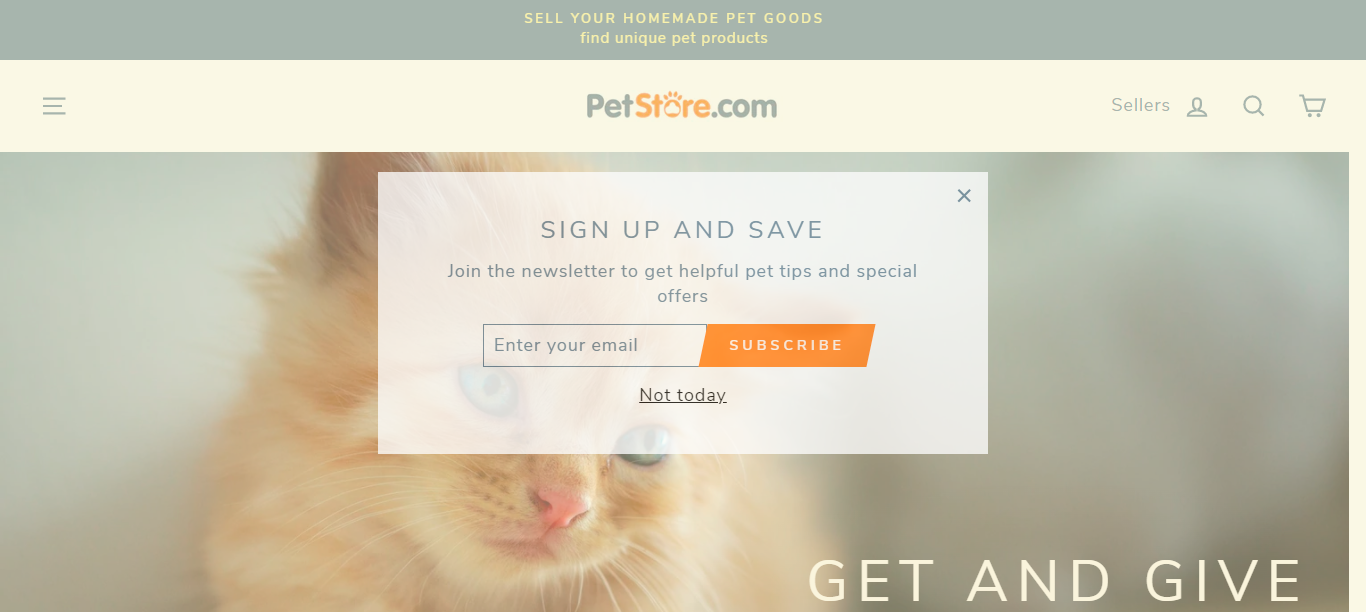 SELL YOUR HOMEMADE PET GOODS
find unique pet products
PetStore.com
Sellers
SIGN UP AND SAVE
Join the newsletter to get helpful pet tips and special
offers
Enter your email
SUBSCRIBE
Not today
GET AND GIVE